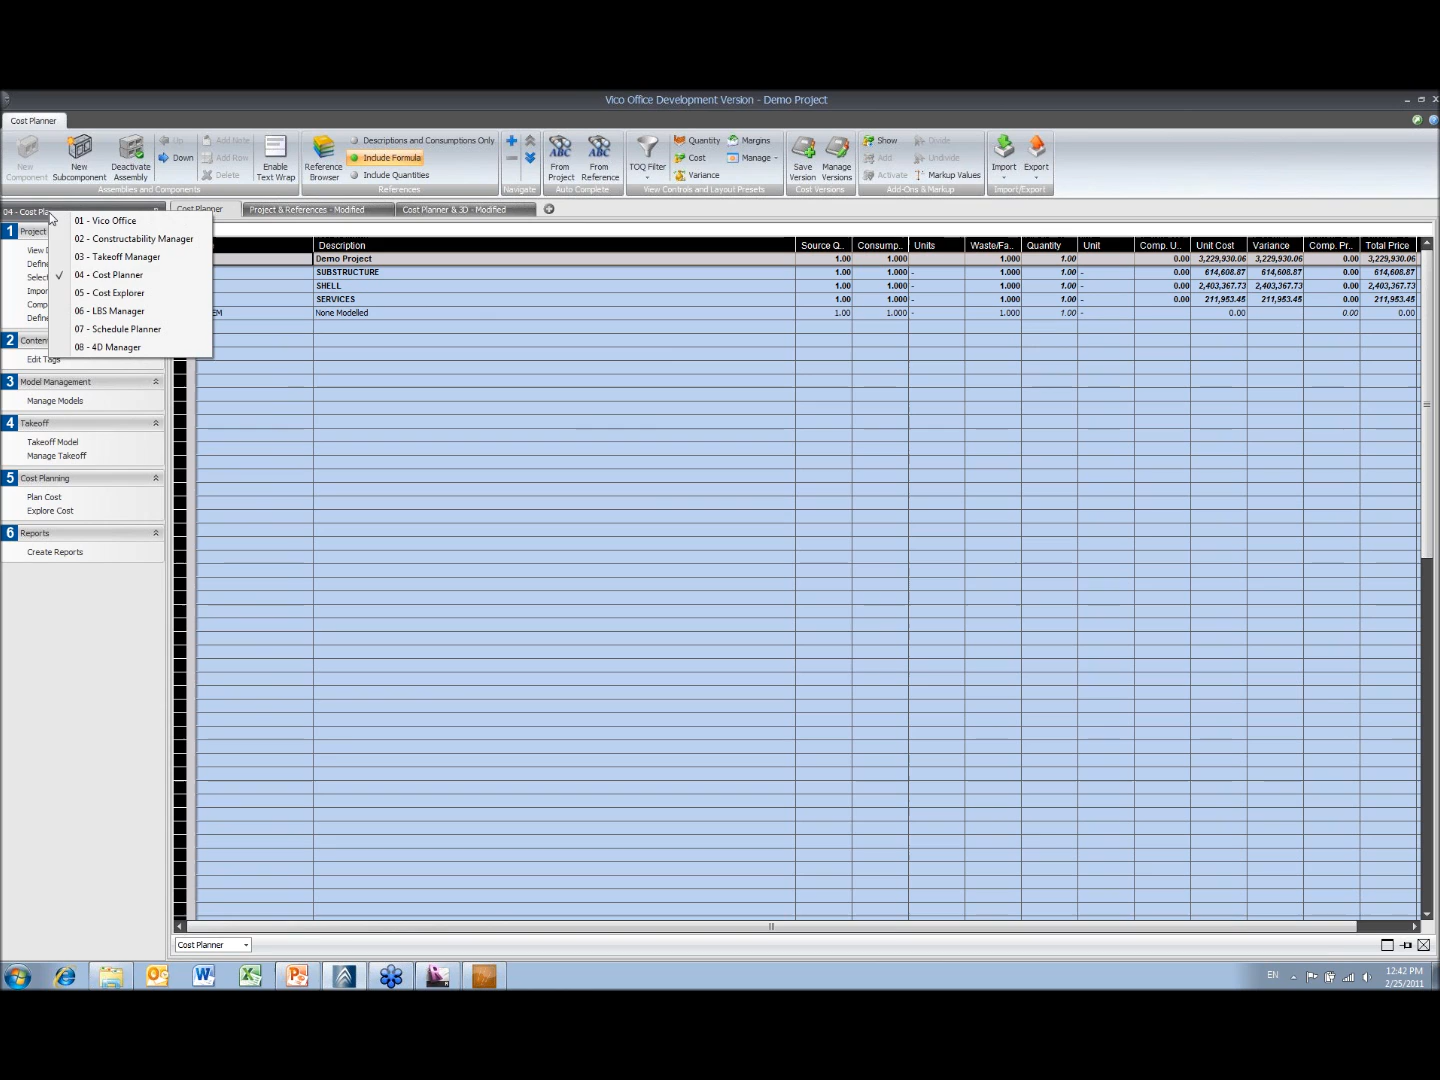 Vico Office Development Version - Demo Project
Cost Planner
New Component
New Subcomponent
Deactivate Assembly
Up
Down
Add Note
Add Row
Delete
Enable Text Wrap
Assemblies and Components
Reference Browser
Descriptions and Consumptions Only
Include Formula
Include Quantities
References
Navigate
From Project
From Reference
Auto Complete
TOQ Filter
Quantity
Cost
Variance
Margins
Manage
View Controls and Layout Presets
Save Version
Manage Versions
Cost Versions
Show
Add
Activate
Divide
Undivide
Markup Values
Add-Ons & Markup
Import
Export
Import/Export
04 - Cost Pla
Cost Planner
Project & References - Modified
Cost Planner & 3D - Modified
01 - Vico Office
02 - Constructability Manager
03 - Takeoff Manager
04 - Cost Planner
05 - Cost Explorer
06 - LBS Manager
07 - Schedule Planner
08 - 4D Manager
1 Project
View D
Define
Select
Impor
Comp
Define
2 Conten
Edit Tags
3 Model Management
Manage Models
4 Takeoff
Takeoff Model
Manage Takeoff
5 Cost Planning
Plan Cost
Explore Cost
6 Reports
Create Reports
Description Source Q.. Consump.. Units Waste/Fa.. Quantity Unit Comp. U.. Unit Cost Variance Comp. Pr.. Total Price
Demo Project 1.00 1.000 1.000 1.00 0.00 3,229,930.06 3,229,930.06 0.00 3,229,930.06
SUBSTRUCTURE 1.00 1.000 - 1.000 1.00 - 0.00 614,608.87 614,608.87 0.00 614,608.87
SHELL 1.00 1.000 - 1.000 1.00 - 0.00 2,403,367.73 2,403,367.73 0.00 2,403,367.73
SERVICES 1.00 1.000 - 1.000 1.00 - 0.00 211,953.45 211,953.45 0.00 211,953.45
EM None Modelled 1.00 1.000 - 1.000 1.00 - 0.00 0.00 0.00
Cost Planner
EN
12:42 PM
2/25/2011